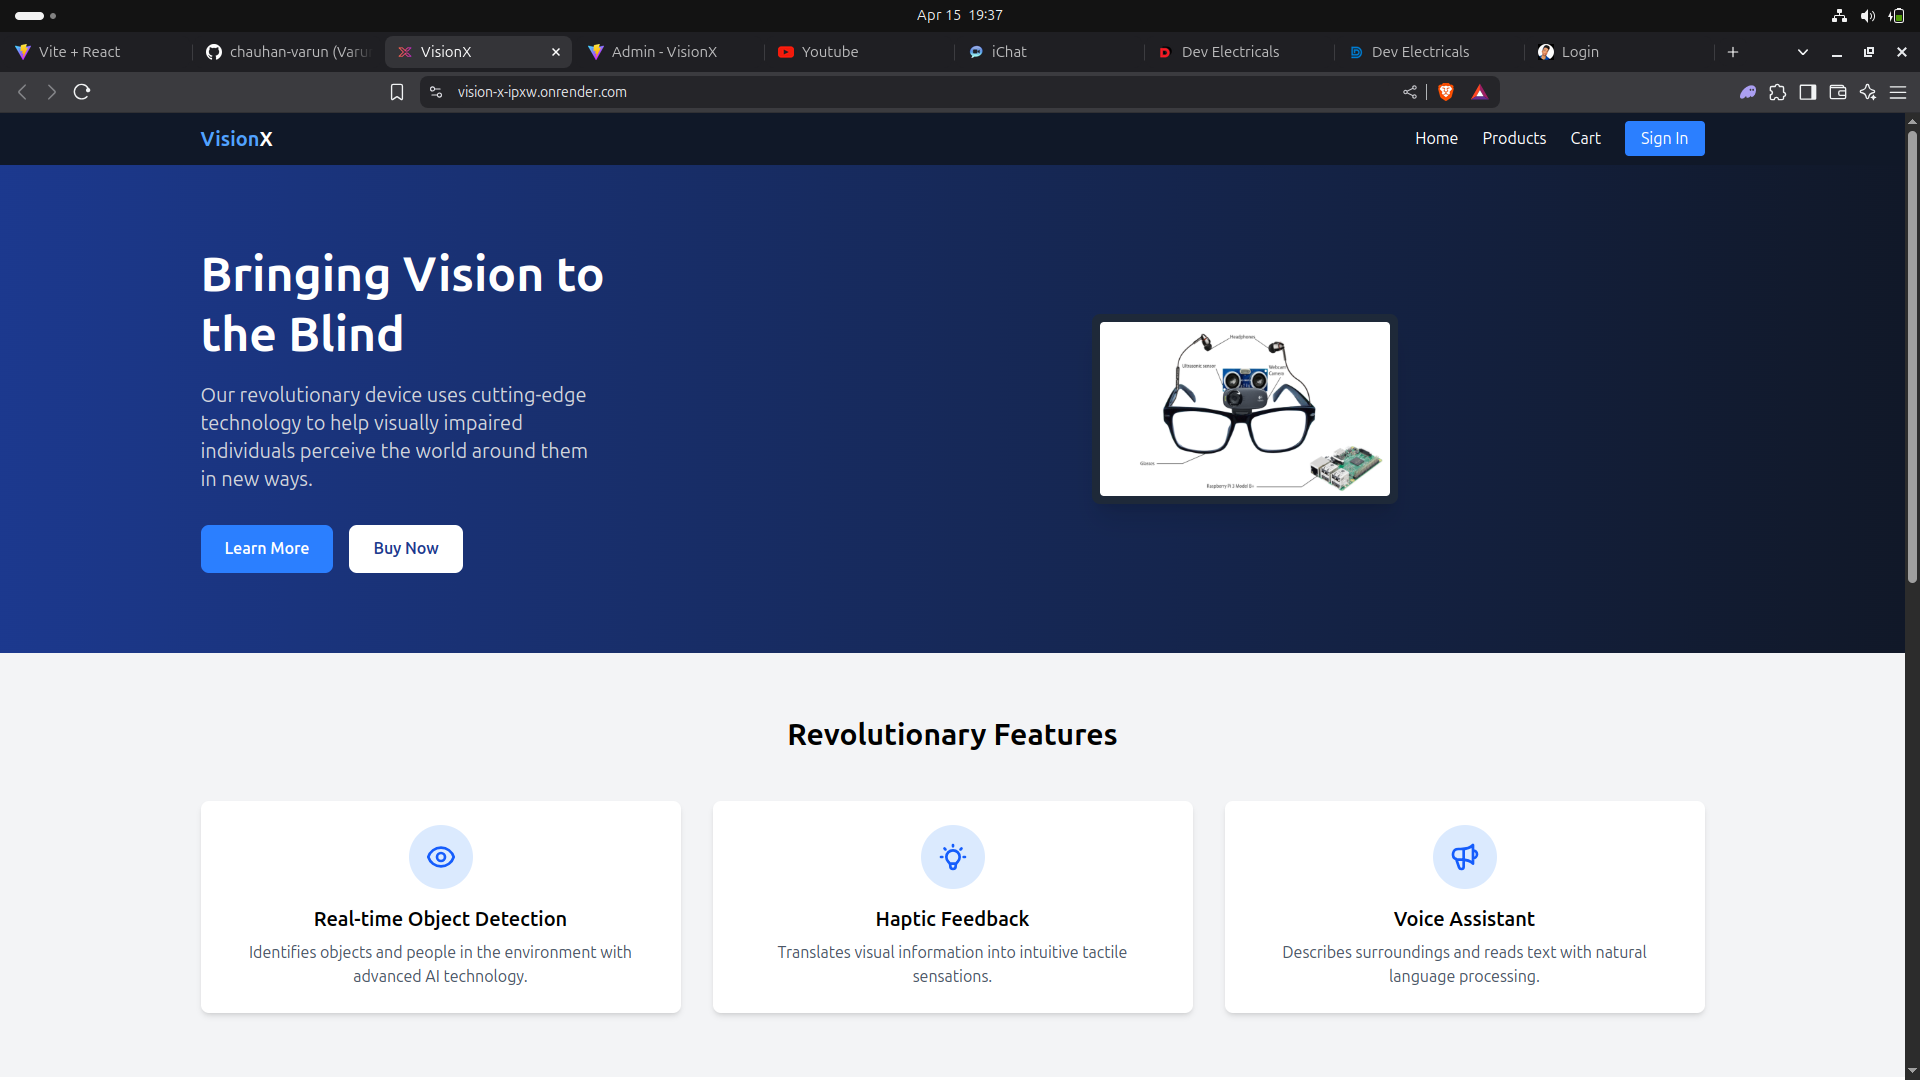 Apr 15 19:37
Vite + React
chauhan-varun (Varu
VisionX
Admin - VisionX
Youtube
iChat
Dev Electricals
Dev Electricals
Login
vision-x-ipxw.onrender.com
VisionX
Home
Products
Cart
Sign In
Bringing Vision to
the Blind
Our revolutionary device uses cutting-edge
technology to help visually impaired
individuals perceive the world around them
in new ways.
Learn More
Buy Now
Headphones
Ultrasonic sensor
Webcam
Camera
Glasses
Raspberry Pi 3 Model B+
Revolutionary Features
Real-time Object Detection
Identifies objects and people in the environment with
advanced AI technology.
Haptic Feedback
Translates visual information into intuitive tactile
sensations.
Voice Assistant
Describes surroundings and reads text with natural
language processing.